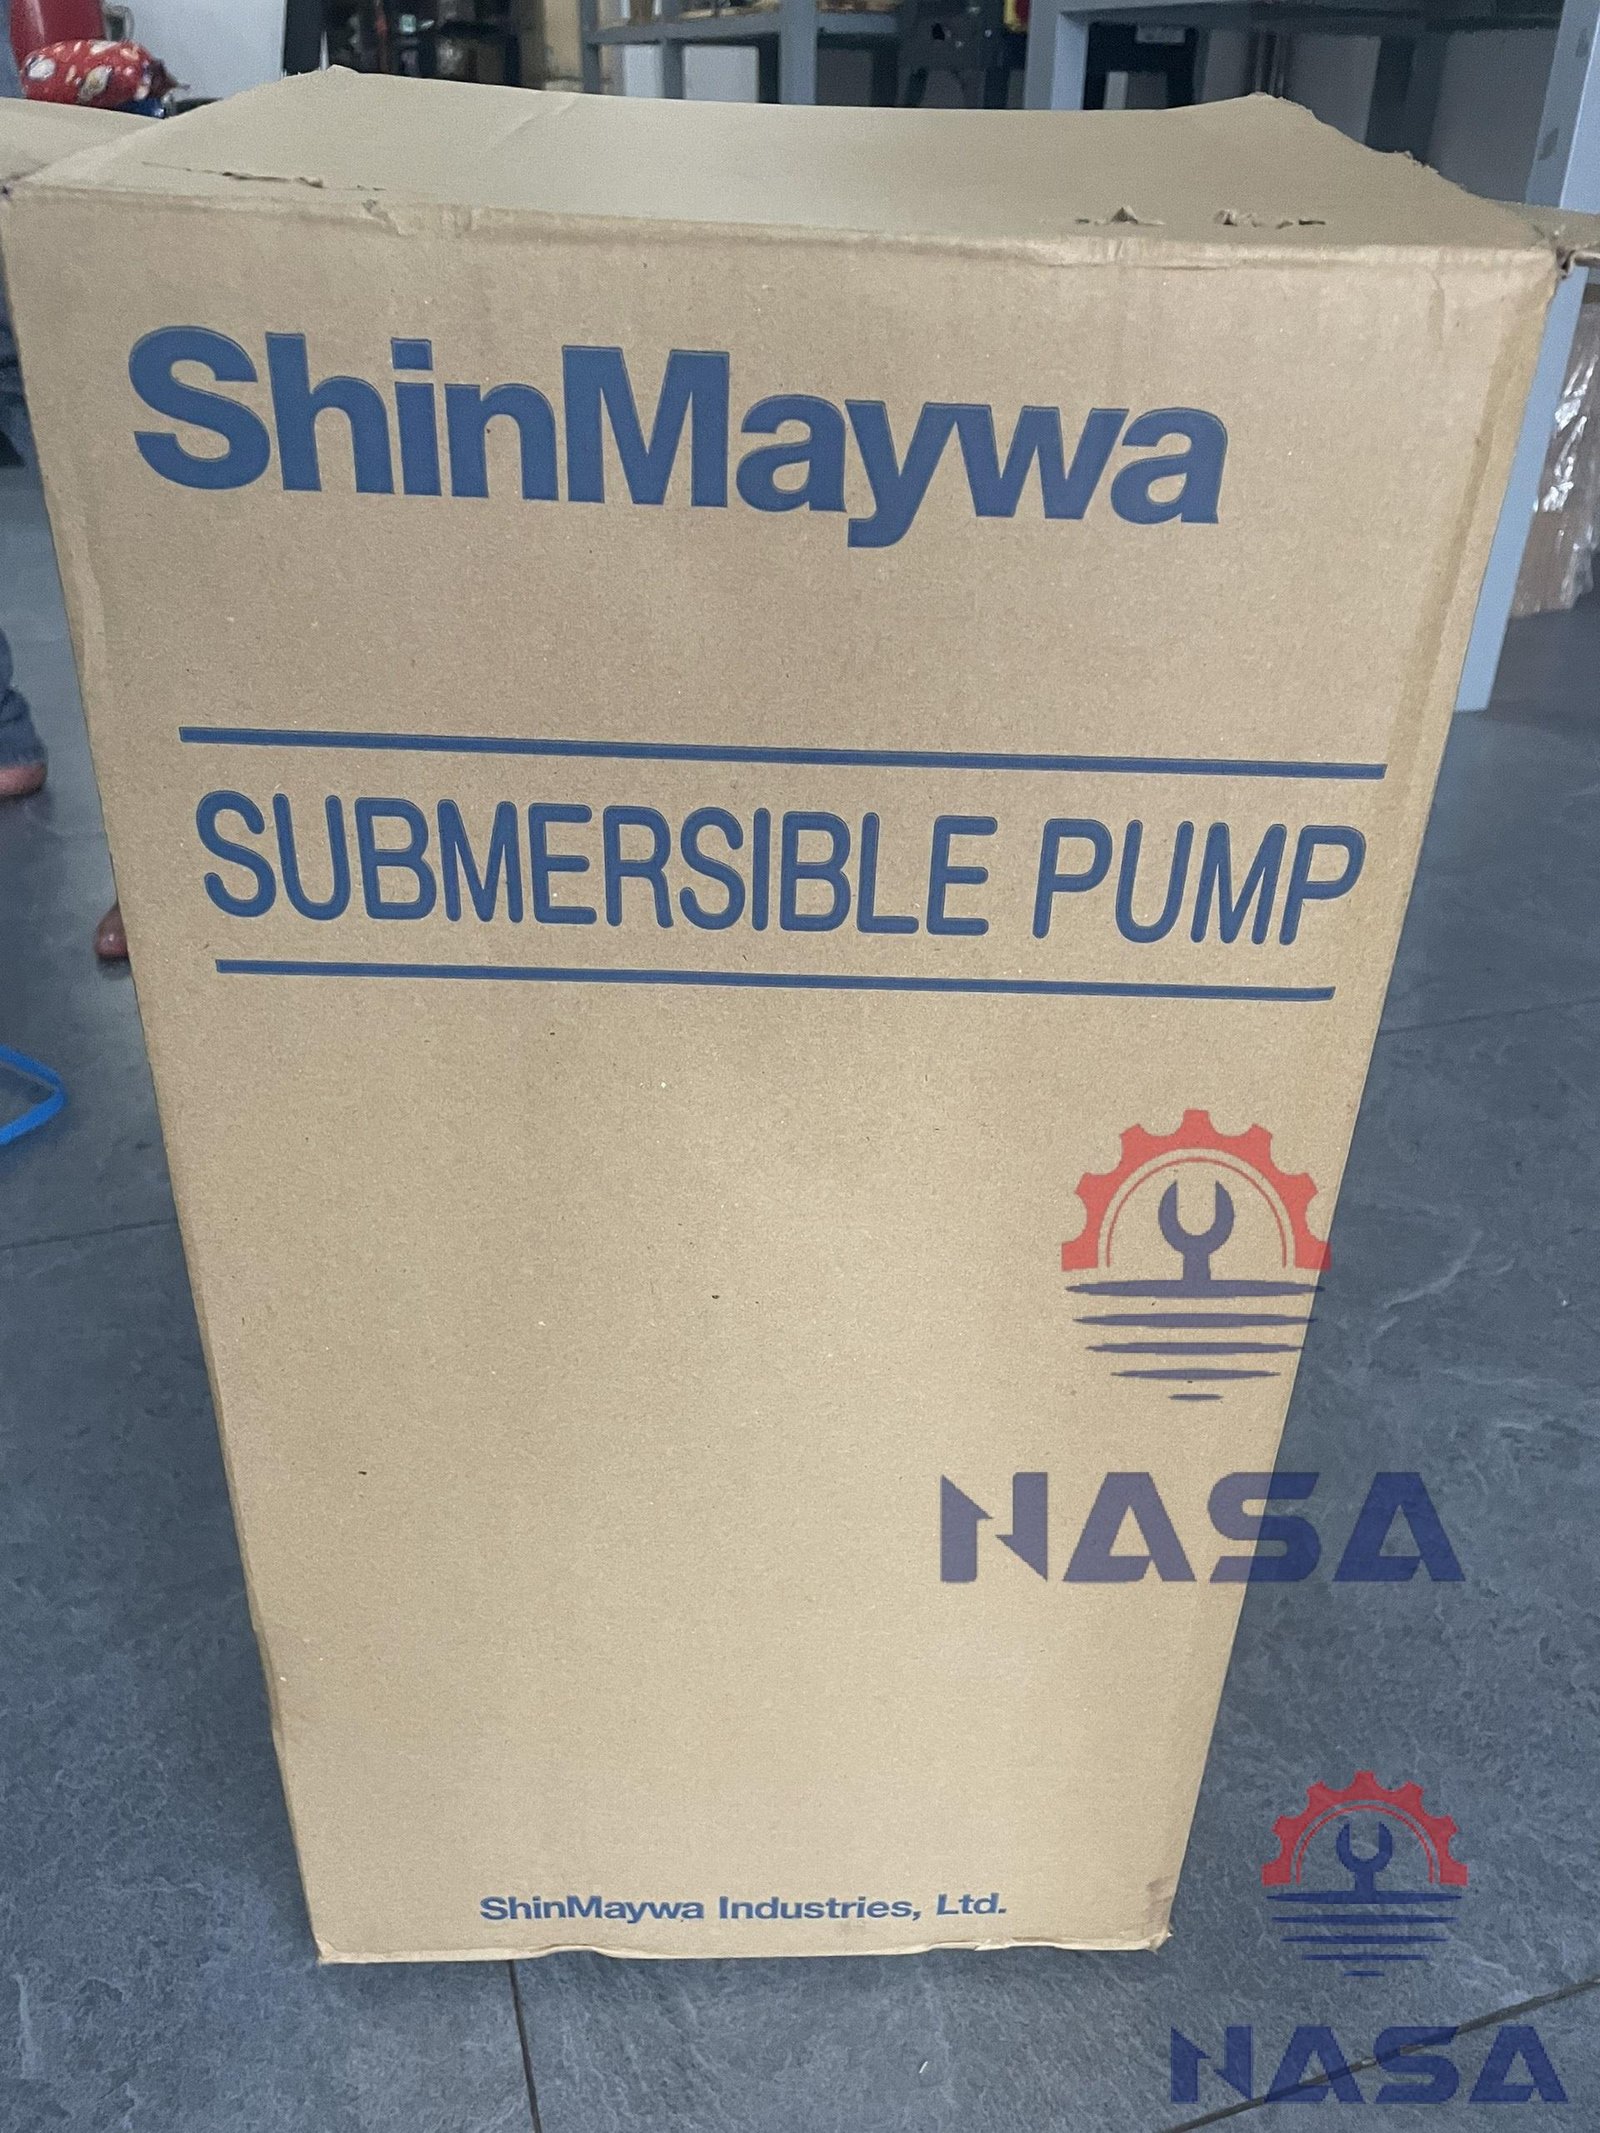 ShinMaywa
SUBMERSIBLE PUMP
NASA
ShinMaywa Industries, Ltd.
NASA